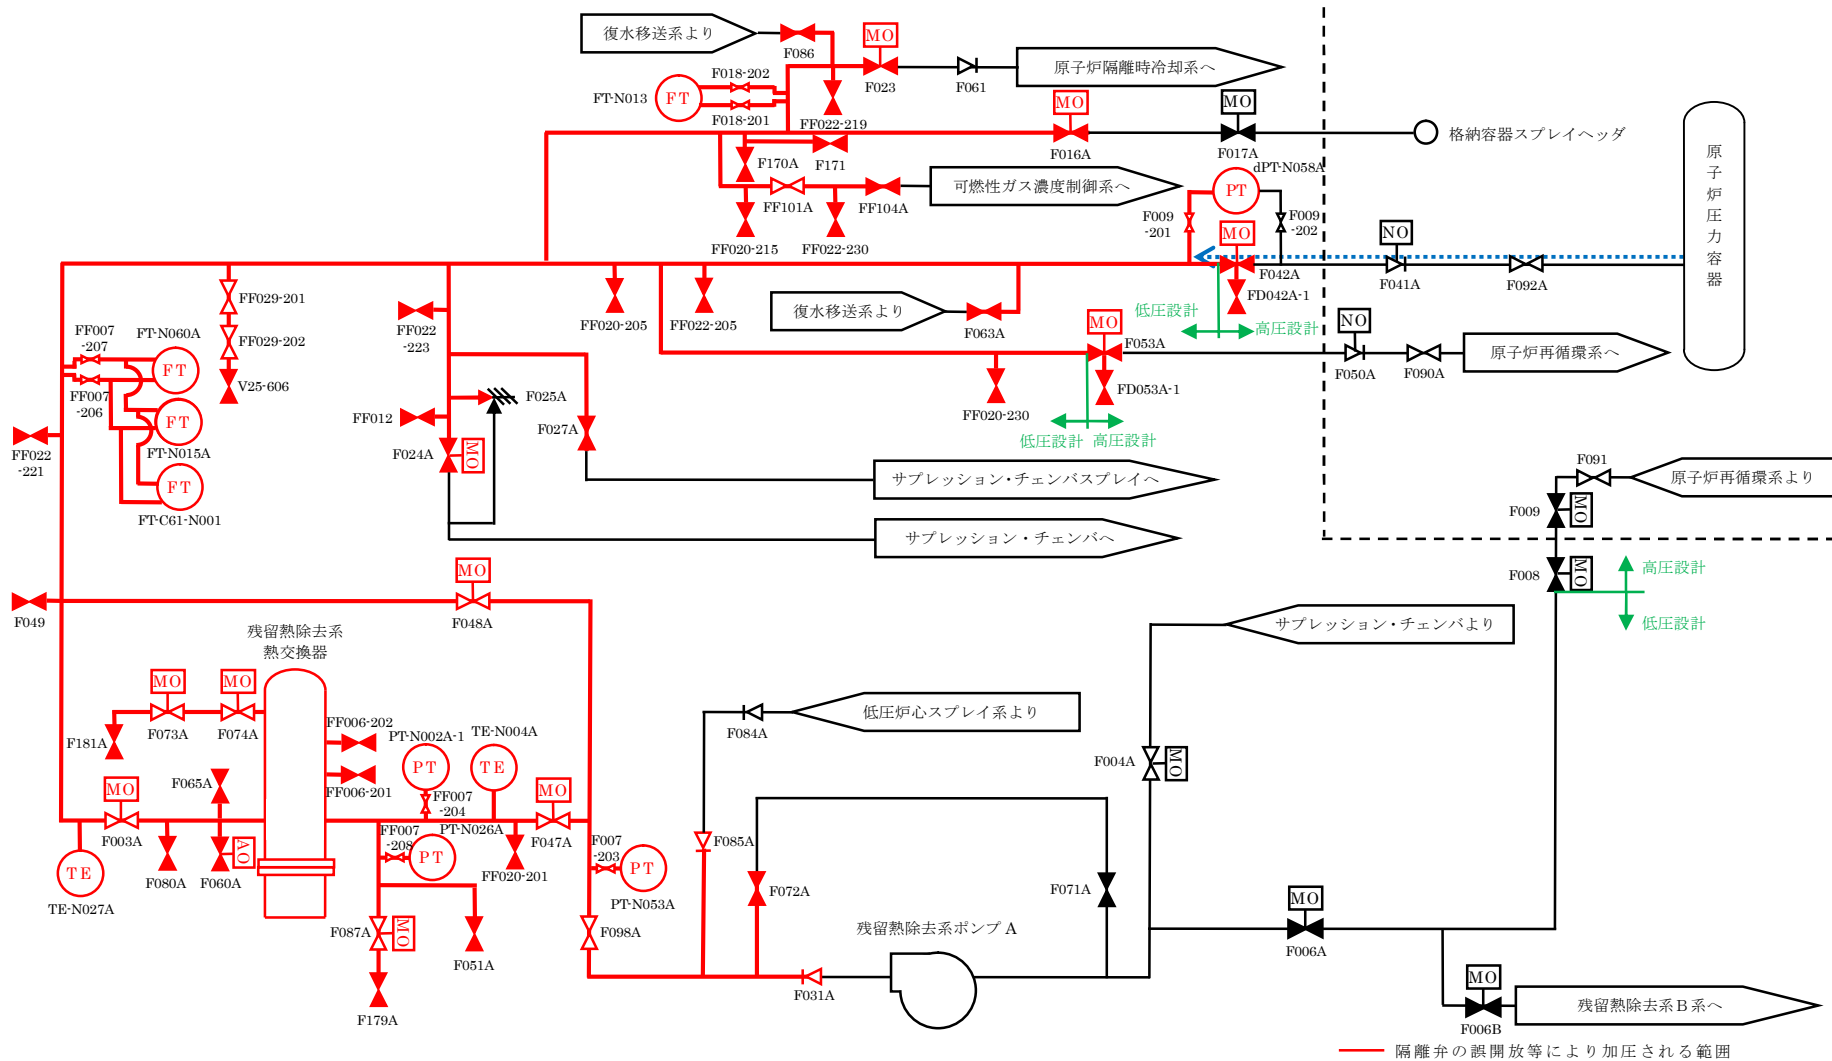 復水移送系より
F086
MO
F023
F061
原子炉隔離時冷却系へ
F018-202
FT-N013
FT
F018-201
FF022-219
MO
F016A
MO
F017A
格納容器スプレイヘッダ
F170A
F171
dPT-N058A
可燃性ガス濃度制御系へ
FF101A
FF104A
PT
F009
-201
F009
-202
FF020-215
FF022-230
MO
F042A
NO
F041A
F092A
原子炉圧力容器
FF029-201
FF020-205
FF022-205
復水移送系より
F063A
FD042A-1
低圧設計
高圧設計
FF022
-223
FF007
-207
FT-N060A
FT
FF029-202
MO
F053A
NO
F050A
F090A
原子炉再循環系へ
FF007
-206
V25-606
F025A
FD053A-1
FF020-230
FT
FT-N015A
FF012
F027A
低圧設計
高圧設計
FF022
-221
F024A
MO
FT
FT-C61-N001
サプレッション・チェンバスプレイへ
F091
原子炉再循環系より
F009
MO
サプレッション・チェンバへ
F008
MO
高圧設計
低圧設計
MO
F049
F048A
残留熱除去系
熱交換器
サプレッション・チェンバより
MO
MO
F181A
F073A
F074A
FF006-202
FF006-201
PT-N002A-1
PT
TE-N004A
TE
低圧炉心スプレイ系より
F084A
F004A
MO
F065A
MO
F003A
FF007
-204
MO
F047A
FF007
-208
PT-N026A
PT
F007
-203
PT
PT-N053A
F085A
TE
TE-N027A
F080A
F060A
AO
FF020-201
F072A
F071A
F087A
MO
F051A
F098A
残留熱除去系ポンプ A
MO
F006A
F179A
F031A
MO
F006B
残留熱除去系Ｂ系へ
隔離弁の誤開放等により加圧される範囲